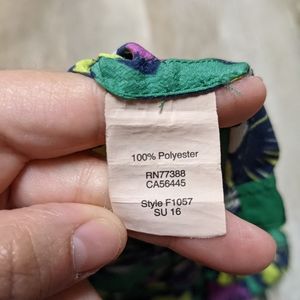 100% Polyester
RN77388
CA56445
Style F1057
SU 16